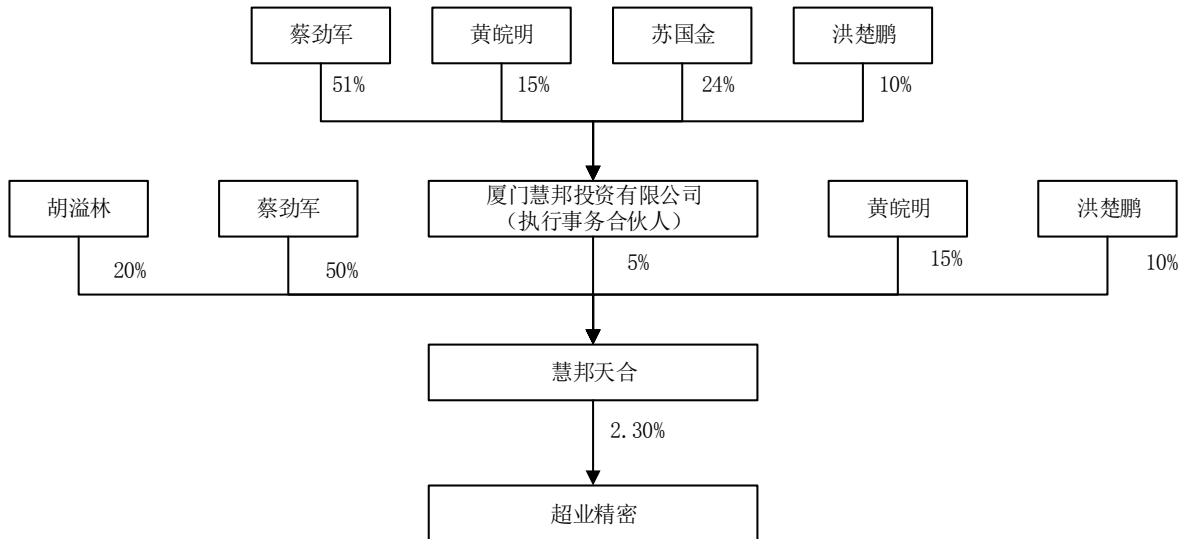 蔡劲军
黄皖明
苏国金
洪楚鹏
51%
15%
24%
10%
胡溢林
蔡劲军
厦门慧邦投资有限公司
（执行事务合伙人）
黄皖明
洪楚鹏
20%
50%
5%
15%
10%
慧邦天合
2.30%
超业精密